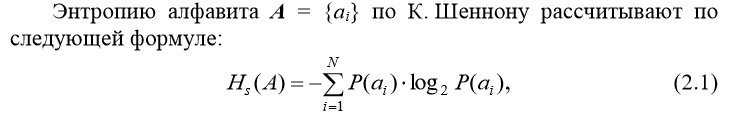 Энтропию алфавита A = {aᵢ} по К. Шеннону рассчитывают по
следующей формуле:
Hₛ(A) = −∑ᵢ₌₁ᴺ P(aᵢ)·log₂ P(aᵢ), (2.1)